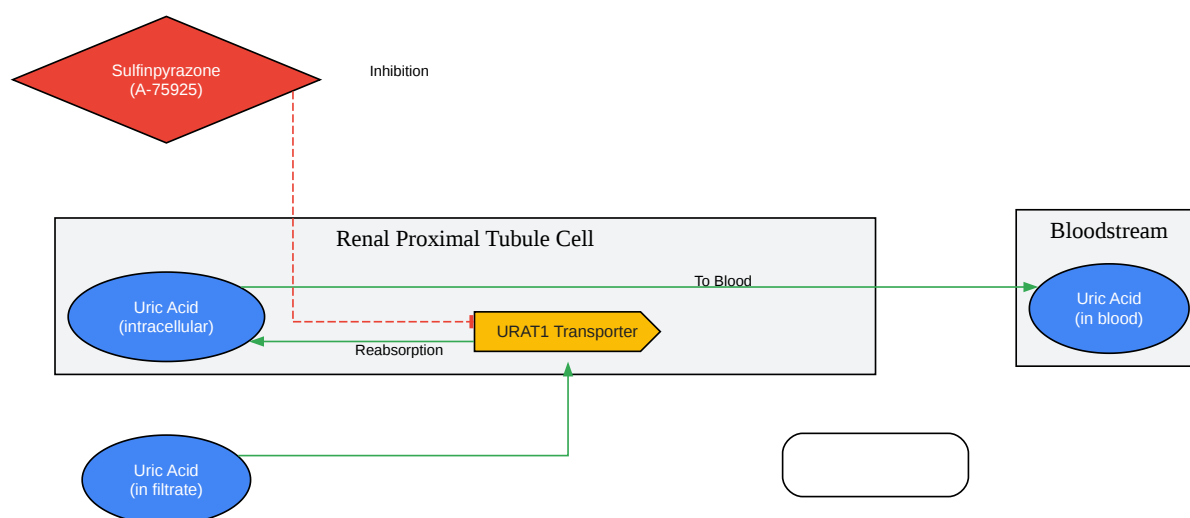 Sulfinpyrazone
(A-75925)
Inhibition
Renal Proximal Tubule Cell
Bloodstream
To Blood
Uric Acid
(intracellular)
Uric Acid
(in blood)
URAT1 Transporter
Reabsorption
Uric Acid
(in filtrate)